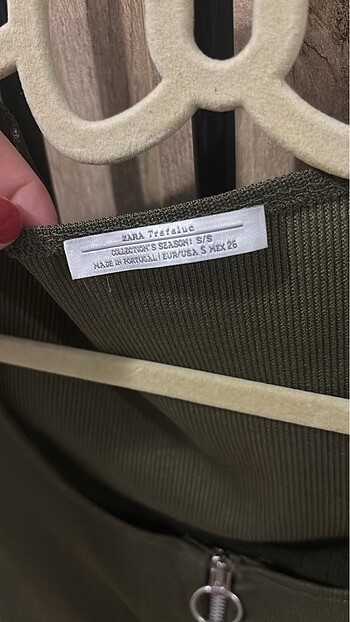 ZARA Trafaluc
COLLECTION'S SEASON: S/S
MADE IN PORTUGAL | EUR/USA S MEX 26